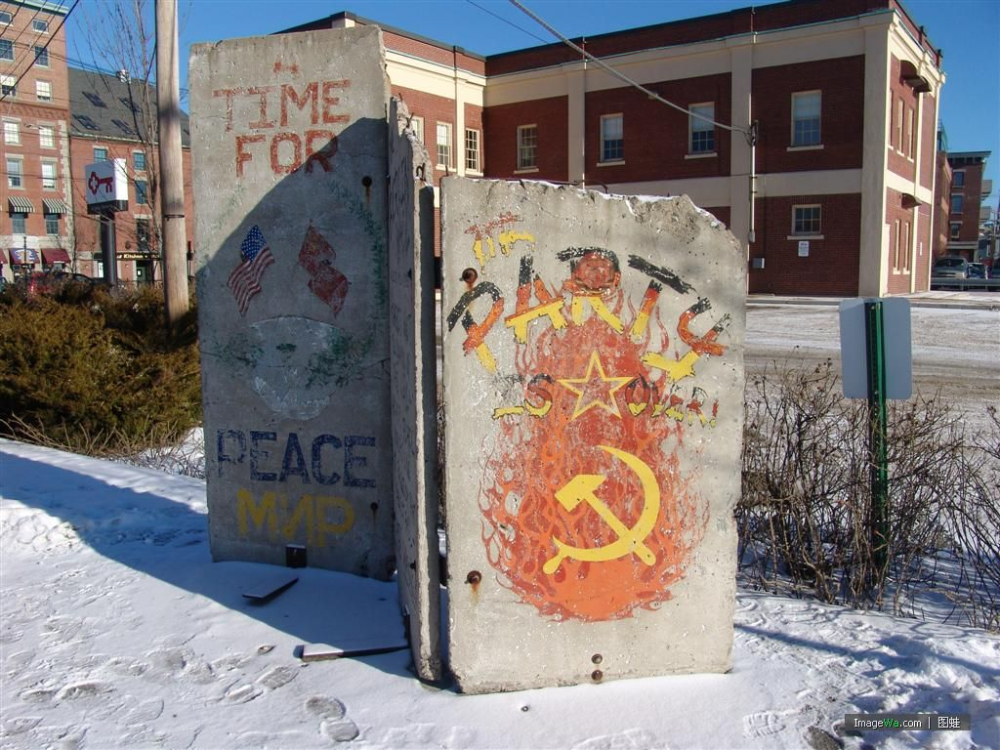 A
TIME
FOR
PEACE
МИР
THE
PARTY
IS OVER!
ImageWa.com | 图蛙